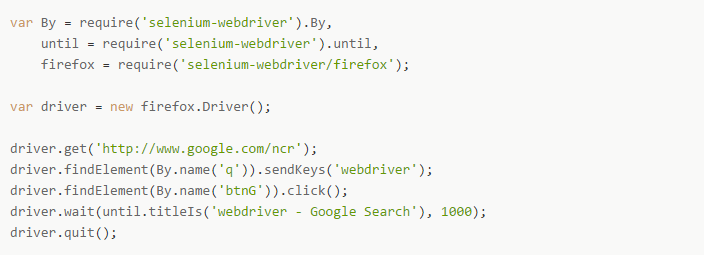 var By = require('selenium-webdriver').By,
    until = require('selenium-webdriver').until,
    firefox = require('selenium-webdriver/firefox');

var driver = new firefox.Driver();

driver.get('http://www.google.com/ncr');
driver.findElement(By.name('q')).sendKeys('webdriver');
driver.findElement(By.name('btnG')).click();
driver.wait(until.titleIs('webdriver - Google Search'), 1000);
driver.quit();